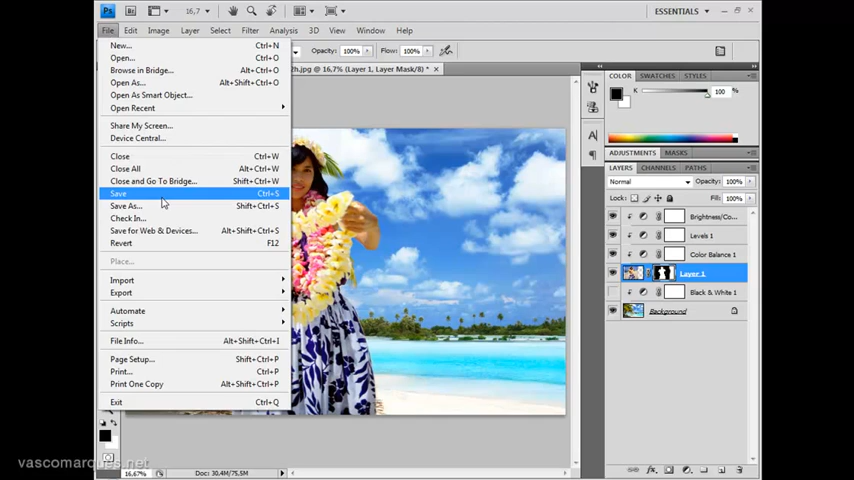 Ps Br 16,7 ESSENTIALS
File Edit Image Layer Select Filter Analysis 3D View Window Help
Opacity: 100% Flow: 100%
h.jpg @ 16,7% (Layer 1, Layer Mask/8) *
New... Ctrl+N
Open... Ctrl+O
Browse in Bridge... Alt+Ctrl+O
Open As... Alt+Shift+Ctrl+O
Open As Smart Object...
Open Recent
Share My Screen...
Device Central...
Close Ctrl+W
Close All Alt+Ctrl+W
Close and Go To Bridge... Shift+Ctrl+W
Save Ctrl+S
Save As... Shift+Ctrl+S
Check In...
Save for Web & Devices... Alt+Shift+Ctrl+S
Revert F12
Place...
Import
Export
Automate
Scripts
File Info... Alt+Shift+Ctrl+I
Page Setup... Shift+Ctrl+P
Print... Ctrl+P
Print One Copy Alt+Shift+Ctrl+P
Exit Ctrl+Q
COLOR SWATCHES STYLES
K 100 %
ADJUSTMENTS MASKS
LAYERS CHANNELS PATHS
Normal Opacity: 100%
Lock: Fill: 100%
Brightness/Co...
Levels 1
Color Balance 1
Layer 1
Black & White 1
Background
16,67% Doc: 30,4M/75,5M
vascomarques.net